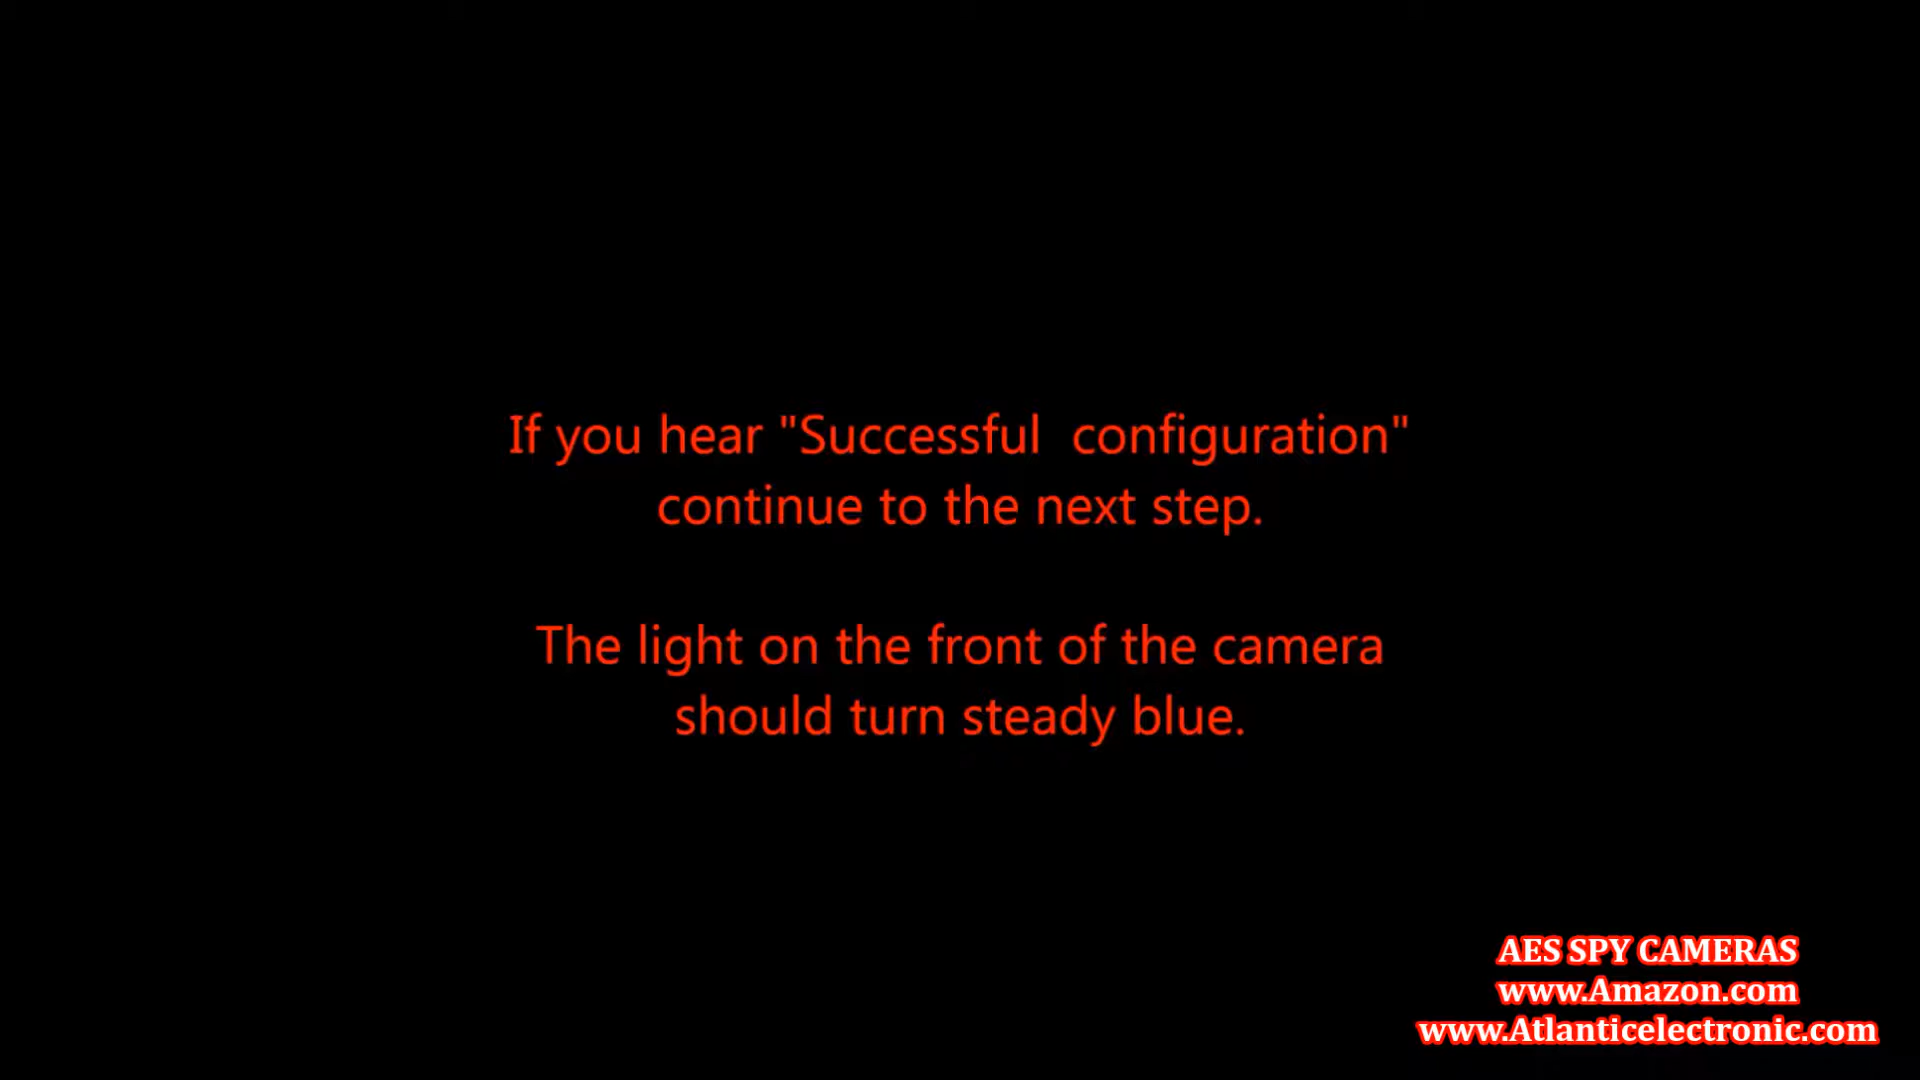 If you hear "Successful  configuration"
continue to the next step.
The light on the front of the camera
should turn steady blue.
AES SPY CAMERAS
www.Amazon.com
www.Atlanticelectronic.com